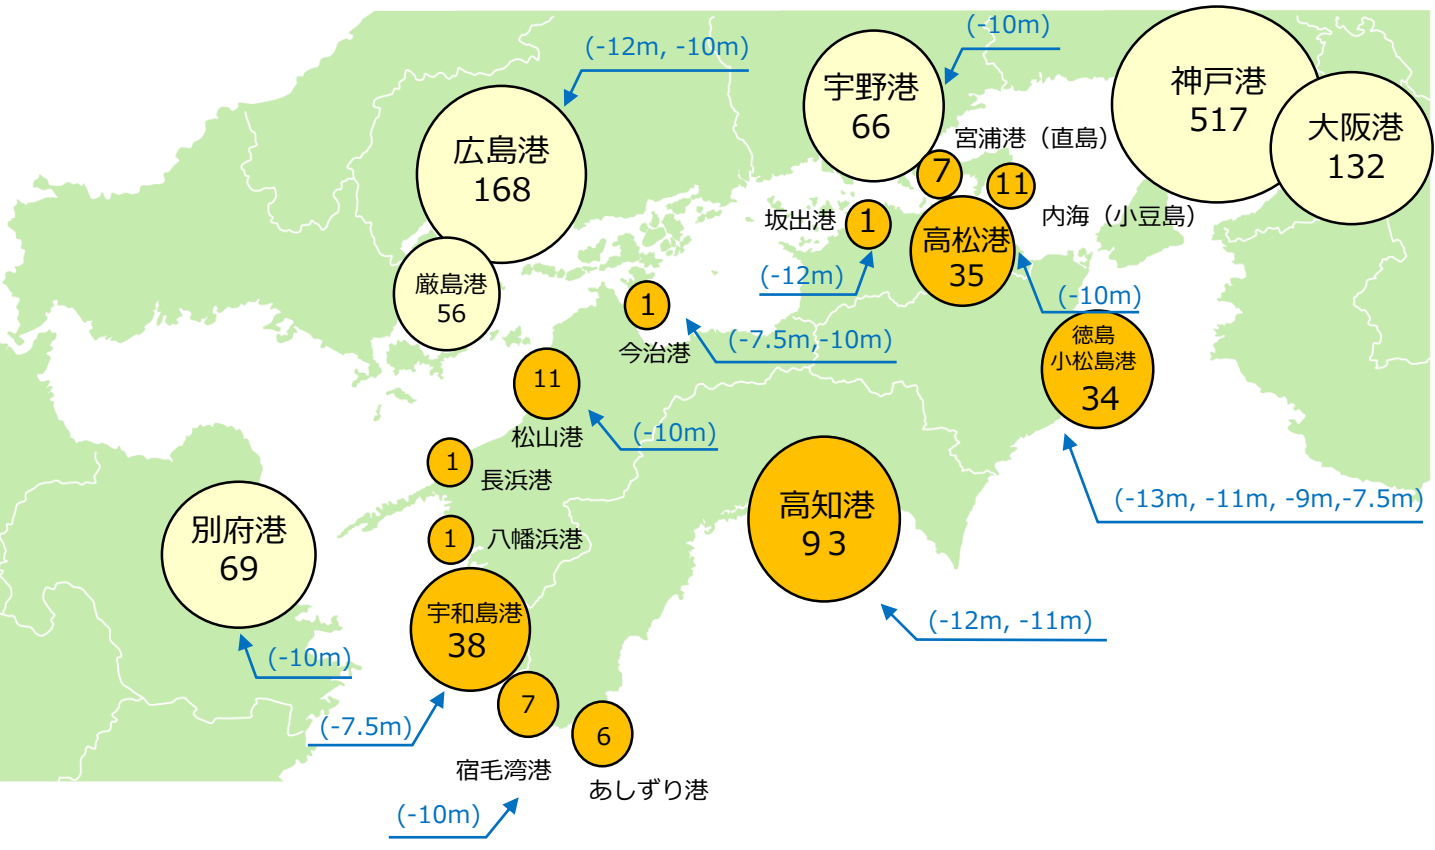 (-10m)
(-12m, -10m)
神戸港
517
宇野港
66
大阪港
132
広島港
168
宮浦港（直島）
7
11
内海（小豆島）
坂出港
1
高松港
35
(-12m)
(-10m)
厳島港
56
1
今治港
(-7.5m,-10m)
徳島
小松島港
34
11
松山港
(-10m)
1
長浜港
(-13m, -11m, -9m,-7.5m)
高知港
９３
別府港
69
1
八幡浜港
宇和島港
38
(-12m, -11m)
(-10m)
(-7.5m)
7
宿毛湾港
6
あしずり港
(-10m)